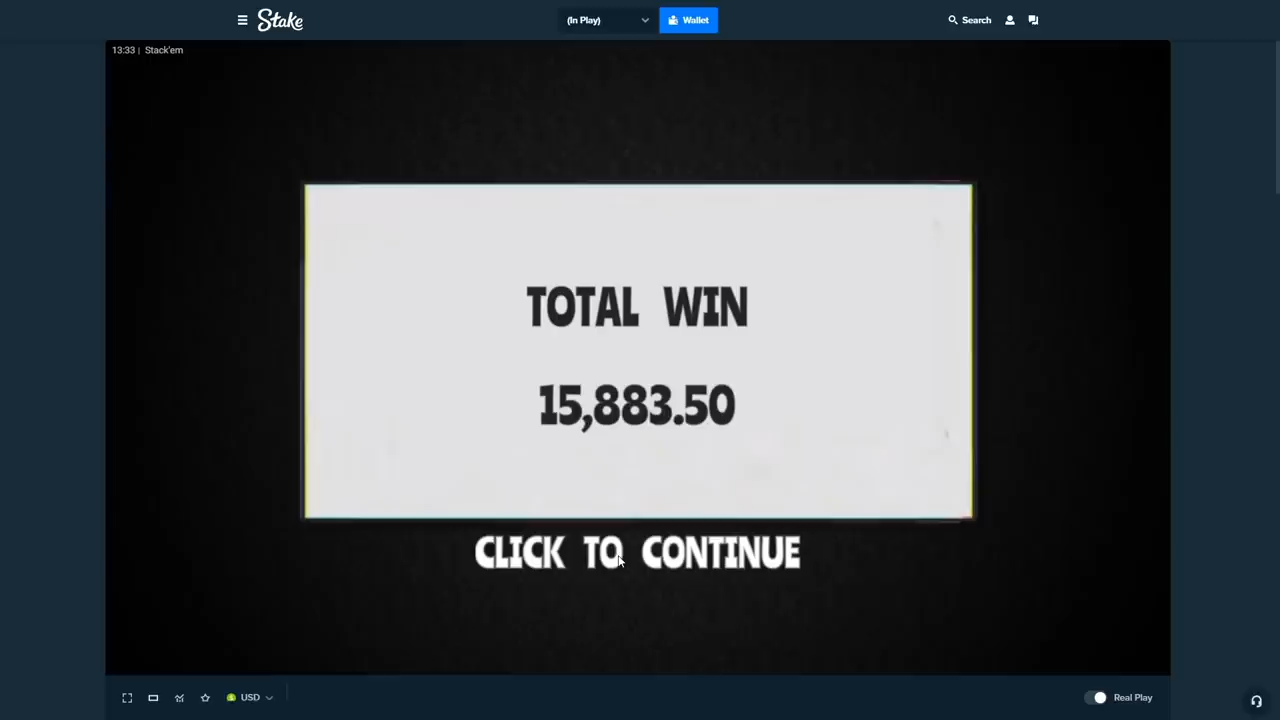 Stake
(In Play)
Wallet
Search
13:33 | Stack'em
TOTAL WIN
15,883.50
CLICK TO CONTINUE
USD
Real Play